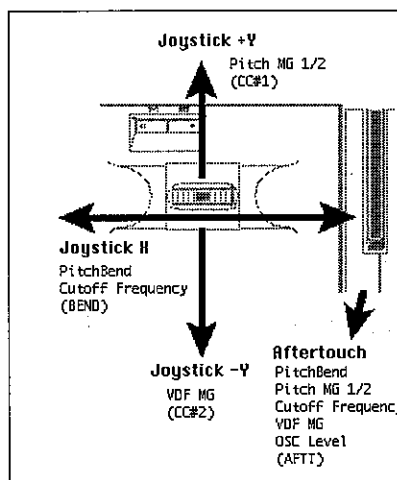 Joystick +Y
Pitch MG 1/2
(CC#1)
Joystick X
PitchBend
Cutoff Frequency
(BEND)
Joystick -Y
VDF MG
(CC#2)
Aftertouch
PitchBend
Pitch MG 1/2
Cutoff Frequency
VDF MG
OSC Level
(AFTT)